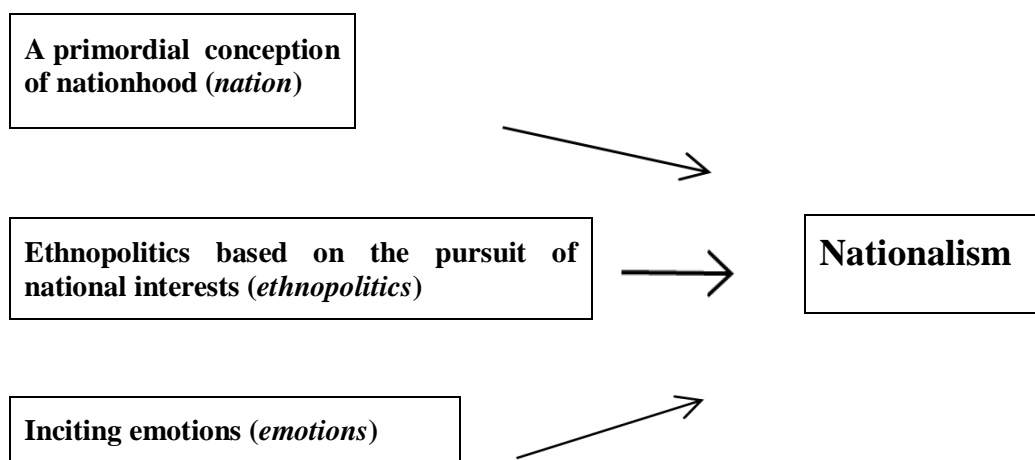 A primordial conception
of nationhood (nation)
Ethnopolitics based on the pursuit of
national interests (ethnopolitics)
Nationalism
Inciting emotions (emotions)